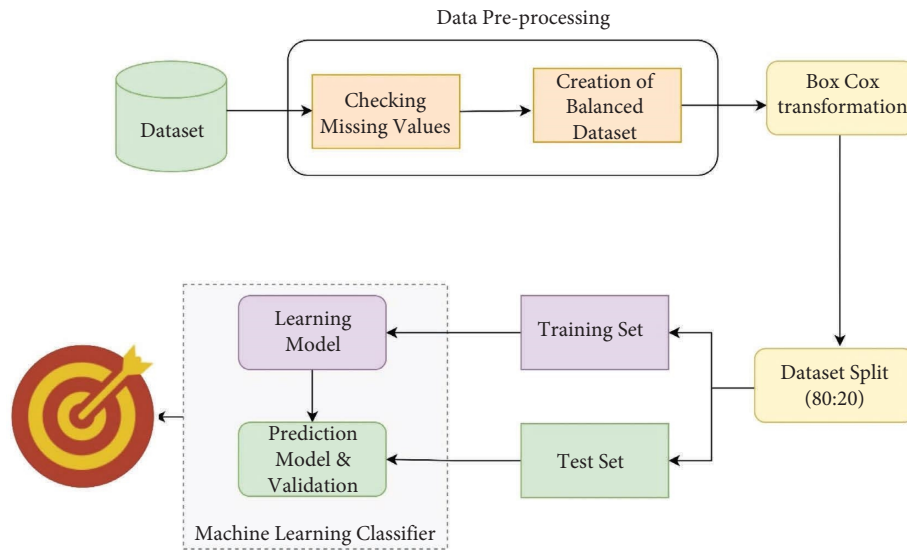 Data Pre-processing
Dataset
Checking
Missing Values
Creation of
Balanced
Dataset
Box Cox
transformation
Learning
Model
Training Set
Dataset Split
(80:20)
Prediction
Model &
Validation
Test Set
Machine Learning Classifier